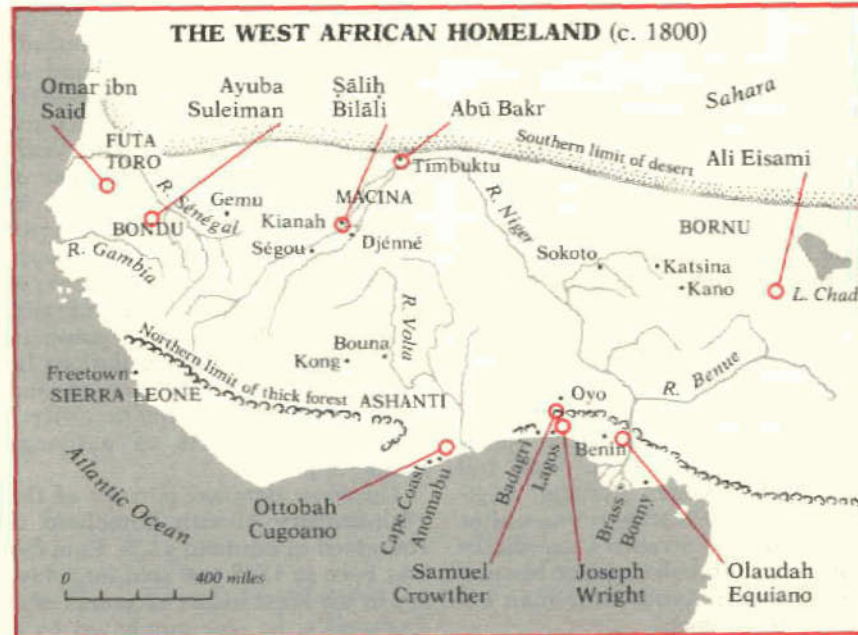 THE WEST AFRICAN HOMELAND (c. 1800)
Omar ibn
Said
Ayuba
Suleiman
Ṣāliḥ
Bilāli
Abū Bakr
Sahara
Southern limit of desert
Ali Eisami
FUTA
TORO
Timbuktu
R. Sénégal
Gemu
MACINA
R. Niger
BORNU
BONDU
Kianah
Djénné
Ségou
R. Gambia
Sokoto
Katsina
Kano
L. Chad
R. Volta
Northern limit of thick forest
Bouna
Kong
Freetown
SIERRA LEONE
ASHANTI
R. Benue
Oyo
Benin
Badagri
Lagos
Cape Coast
Anomabu
Brass
Bonny
Atlantic Ocean
Ottobah
Cugoano
0 400 miles
Samuel
Crowther
Joseph
Wright
Olaudah
Equiano